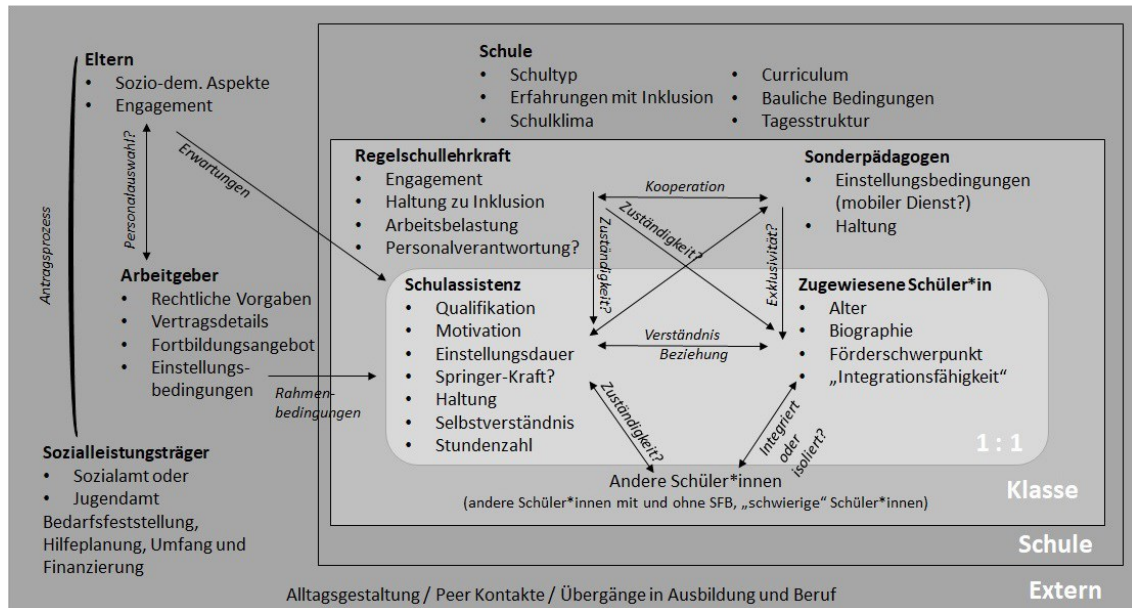 Eltern
• Sozio-dem. Aspekte
• Engagement
Antragsprozess
Personalauswahl?
Erwartungen
Arbeitgeber
• Rechtliche Vorgaben
• Vertragsdetails
• Fortbildungsangebot
• Einstellungs-
bedingungen
Rahmen-
bedingungen
Sozialleistungsträger
• Sozialamt oder
• Jugendamt
Bedarfsfeststellung,
Hilfeplanung, Umfang und
Finanzierung
Schule
• Schultyp
• Erfahrungen mit Inklusion
• Schulklima
• Curriculum
• Bauliche Bedingungen
• Tagesstruktur
Regelschullehrkraft
• Engagement
• Haltung zu Inklusion
• Arbeitsbelastung
• Personalverantwortung?
Kooperation
Zuständigkeit?
Zuständigkeit?
Exklusivität?
Sonderpädagogen
• Einstellungsbedingungen
(mobiler Dienst?)
• Haltung
Schulassistenz
• Qualifikation
• Motivation
• Einstellungsdauer
• Springer-Kraft?
• Haltung
• Selbstverständnis
• Stundenzahl
Verständnis
Beziehung
Zugewiesene Schüler*in
• Alter
• Biographie
• Förderschwerpunkt
• „Integrationsfähigkeit“
Zuständigkeit?
Integriert
oder
isoliert?
1 : 1
Andere Schüler*innen
(andere Schüler*innen mit und ohne SFB, „schwierige“ Schüler*innen)
Klasse
Schule
Extern
Alltagsgestaltung / Peer Kontakte / Übergänge in Ausbildung und Beruf